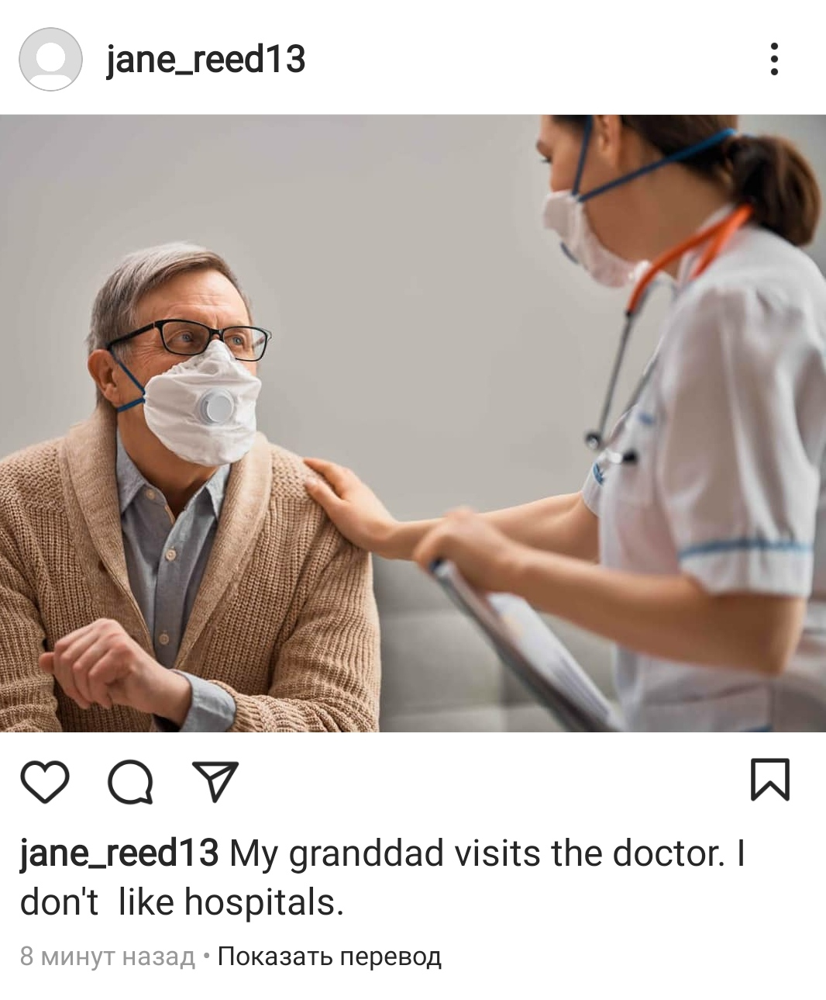 jane_reed13
jane_reed13 My granddad visits the doctor. I
don't  like hospitals.
8 минут назад • Показать перевод